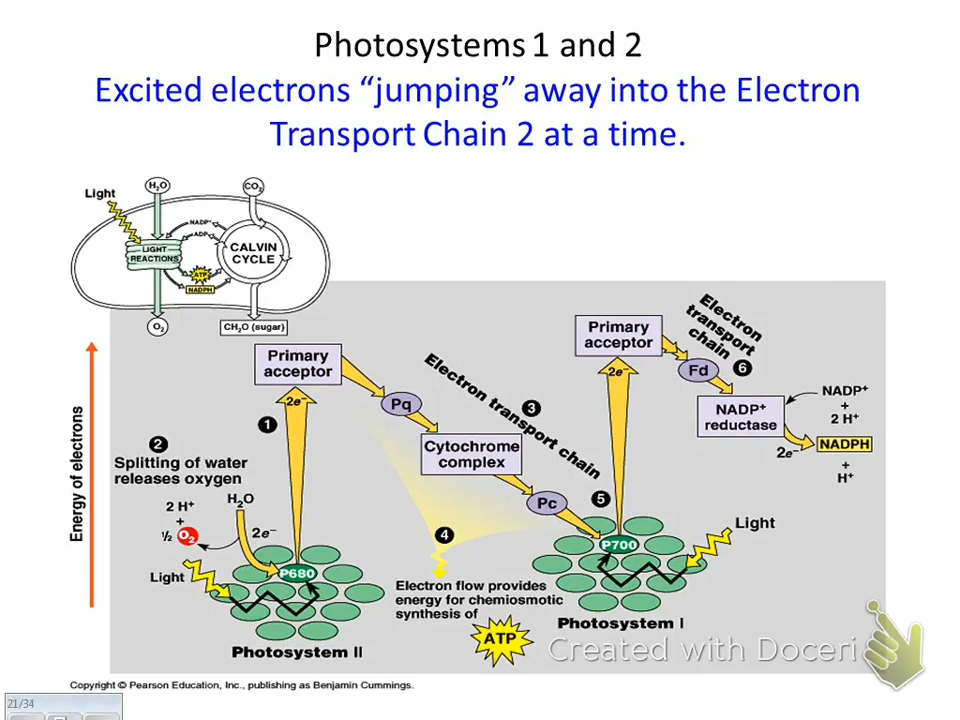 Photosystems 1 and 2
Excited electrons “jumping” away into the Electron
Transport Chain 2 at a time.
Light
H₂O
CO₂
NADP⁺
ADP
LIGHT
REACTIONS
CALVIN
CYCLE
ATP
NADPH
O₂
CH₂O (sugar)
Energy of electrons
Primary
acceptor
2e⁻
1
2
Splitting of water
releases oxygen
2 H⁺
+
½ O₂
H₂O
2e⁻
Light
P680
Photosystem II
Pq
Electron transport chain
3
Cytochrome
complex
Pc
5
4
Electron flow provides
energy for chemiosmotic
synthesis of
ATP
Primary
acceptor
2e⁻
P700
Light
Photosystem I
Electron
transport
chain
6
Fd
NADP⁺
reductase
NADP⁺
+
2 H⁺
2e⁻
NADPH
+
H⁺
Created with Doceri
Copyright © Pearson Education, Inc., publishing as Benjamin Cummings.
21/34